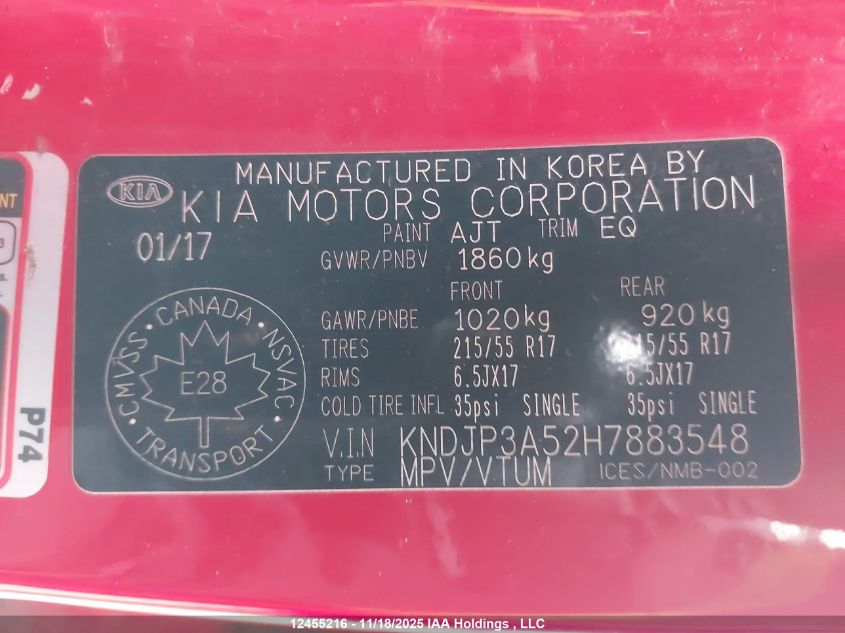 MANUFACTURED IN KOREA BY
KIA
KIA MOTORS CORPORATION
01/17
PAINT AJT TRIM EQ
GVWR/PNBV 1860kg
FRONT REAR
GAWR/PNBE 1020kg 920kg
TIRES 215/55 R17 215/55 R17
RIMS 6.5JX17 6.5JX17
COLD TIRE INFL 35psi SINGLE 35psi SINGLE
V.I.N KNDJP3A52H7883548
TYPE MPV/VTUM ICES/NMB-002
CMVSS · CANADA · NSVAC · TRANSPORT ·
E28
NT
3
s.
P74
12455216 - 11/18/2025 IAA Holdings , LLC